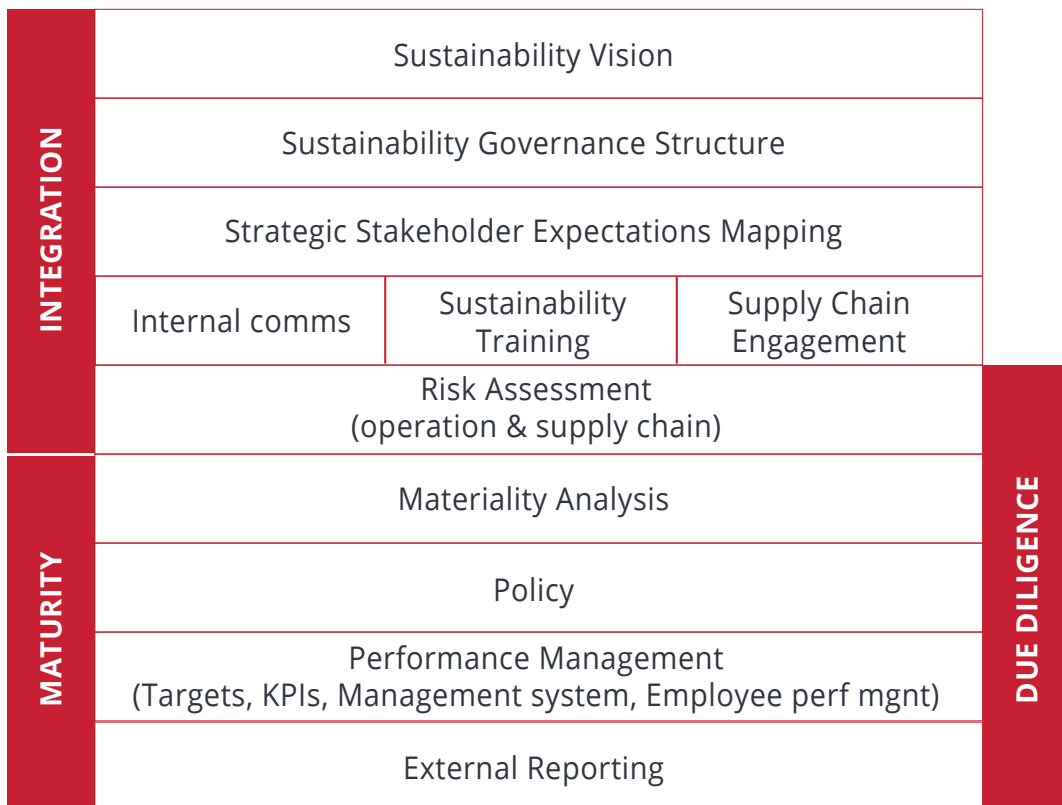 INTEGRATION
Sustainability Vision
Sustainability Governance Structure
Strategic Stakeholder Expectations Mapping
Internal comms
Sustainability
Training
Supply Chain
Engagement
Risk Assessment
(operation & supply chain)
MATURITY
Materiality Analysis
Policy
Performance Management
(Targets, KPIs, Management system, Employee perf mgnt)
External Reporting
DUE DILIGENCE